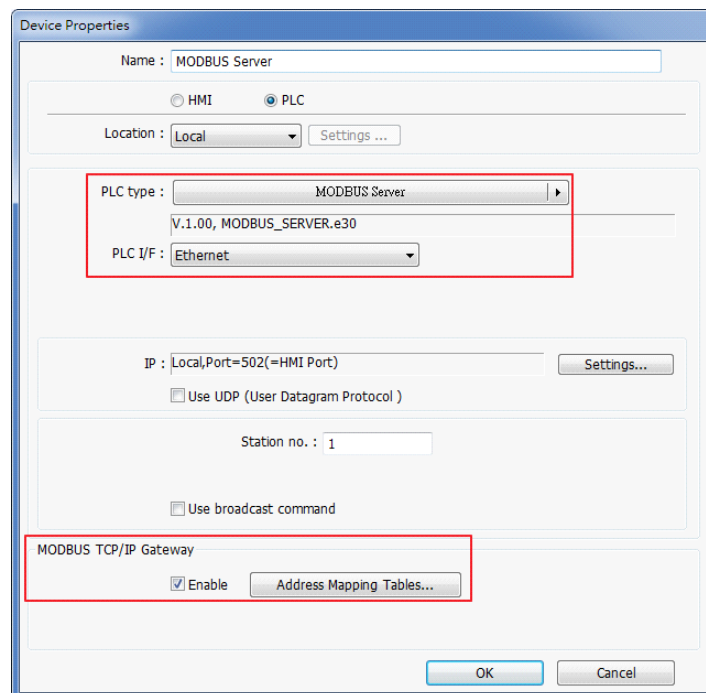 Device Properties
Name : MODBUS Server
HMI PLC
Location : Local Settings ...
PLC type : MODBUS Server
V.1.00, MODBUS_SERVER.e30
PLC I/F : Ethernet
IP : Local,Port=502(=HMI Port) Settings...
Use UDP (User Datagram Protocol )
Station no. : 1
Use broadcast command
MODBUS TCP/IP Gateway
Enable Address Mapping Tables...
OK Cancel